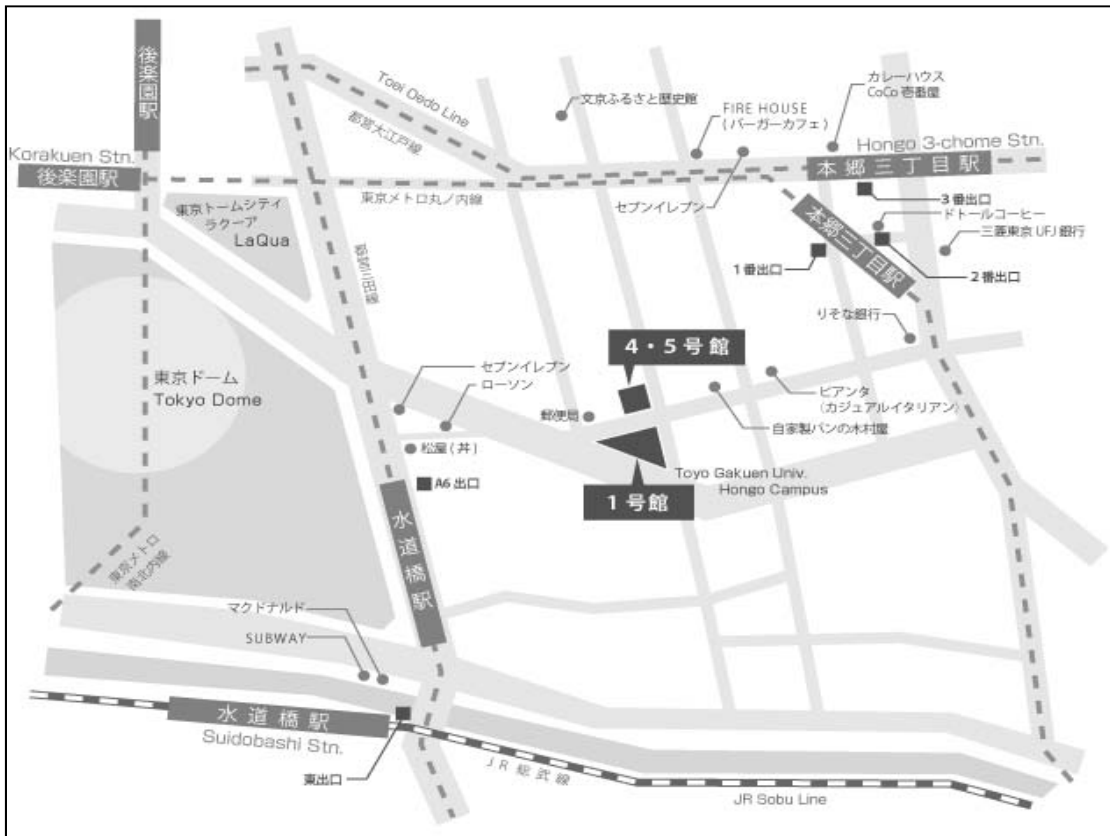 後楽園駅
Korakuen Stn.
後楽園駅
Toei Oedo Line
都営大江戸線
文京ふるさと歴史館
FIRE HOUSE
(バーガーカフェ)
カレーハウス
CoCo壱番屋
Hongo 3-chome Stn.
本郷三丁目駅
東京メトロ丸ノ内線
セブンイレブン
3番出口
ドトールコーヒー
三菱東京UFJ銀行
本郷三丁目駅
1番出口
2番出口
東京トームシティ
ラクーア
LaQua
りそな銀行
4・5号館
東京ドーム
Tokyo Dome
セブンイレブン
ローソン
郵便局
ピアンタ
(カジュアルイタリアン)
自家製パンの木村屋
松屋(丼)
Toyo Gakuen Univ.
Hongo Campus
A6出口
1号館
水道橋駅
東京メトロ
南北内線
マクドナルド
SUBWAY
水道橋駅
Suidobashi Stn.
東出口
JR総武線
JR Sobu Line